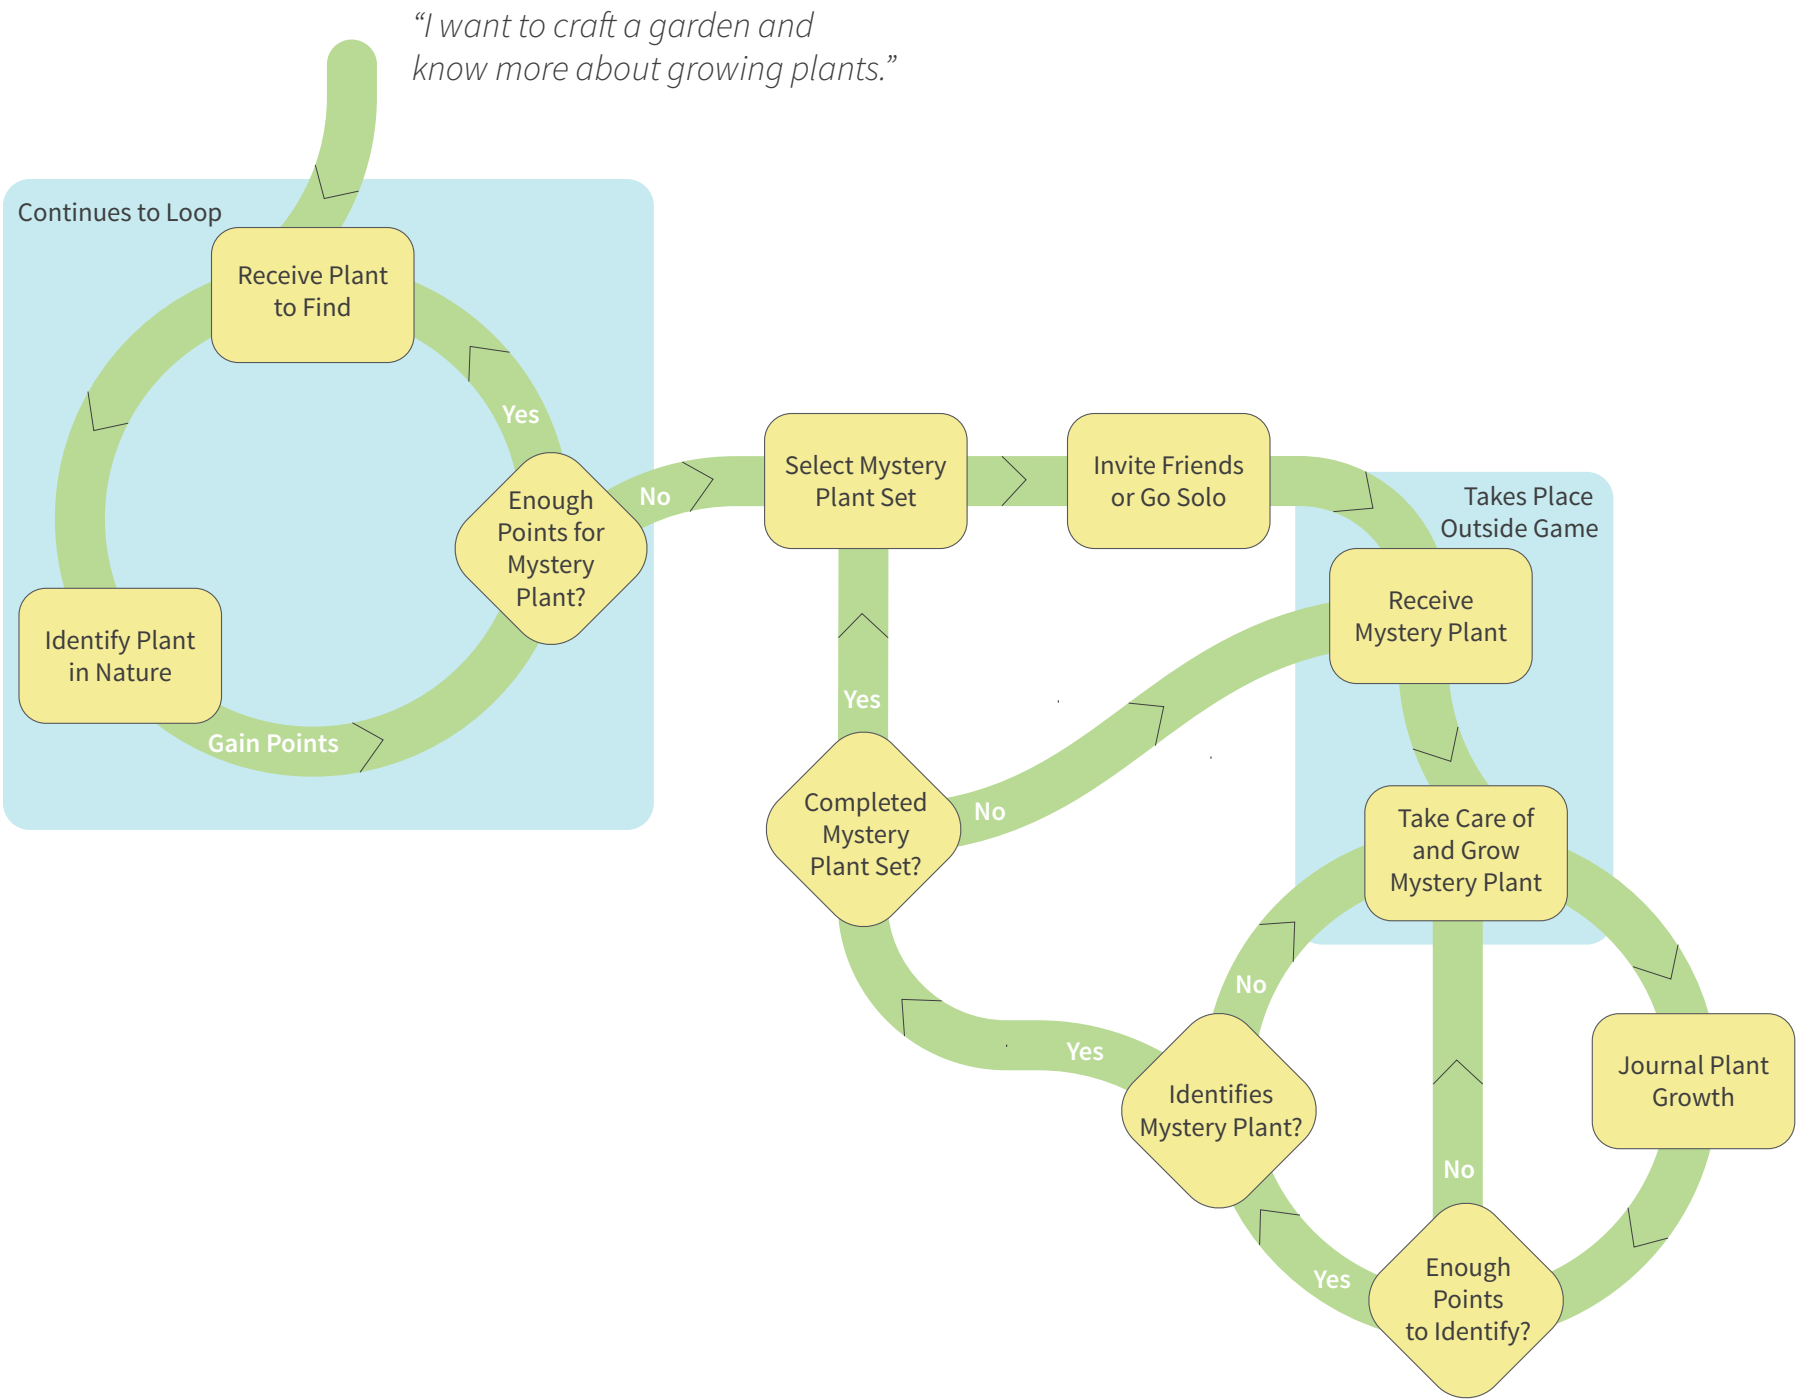 “I want to craft a garden and
know more about growing plants.”
Continues to Loop
Receive Plant
to Find
Yes
Enough
Points for
Mystery
Plant?
No
Identify Plant
in Nature
Gain Points
Select Mystery
Plant Set
Invite Friends
or Go Solo
Takes Place
Outside Game
Receive
Mystery Plant
Yes
Completed
Mystery
Plant Set?
No
Take Care of
and Grow
Mystery Plant
No
Yes
Identifies
Mystery Plant?
Journal Plant
Growth
No
Yes
Enough
Points
to Identify?